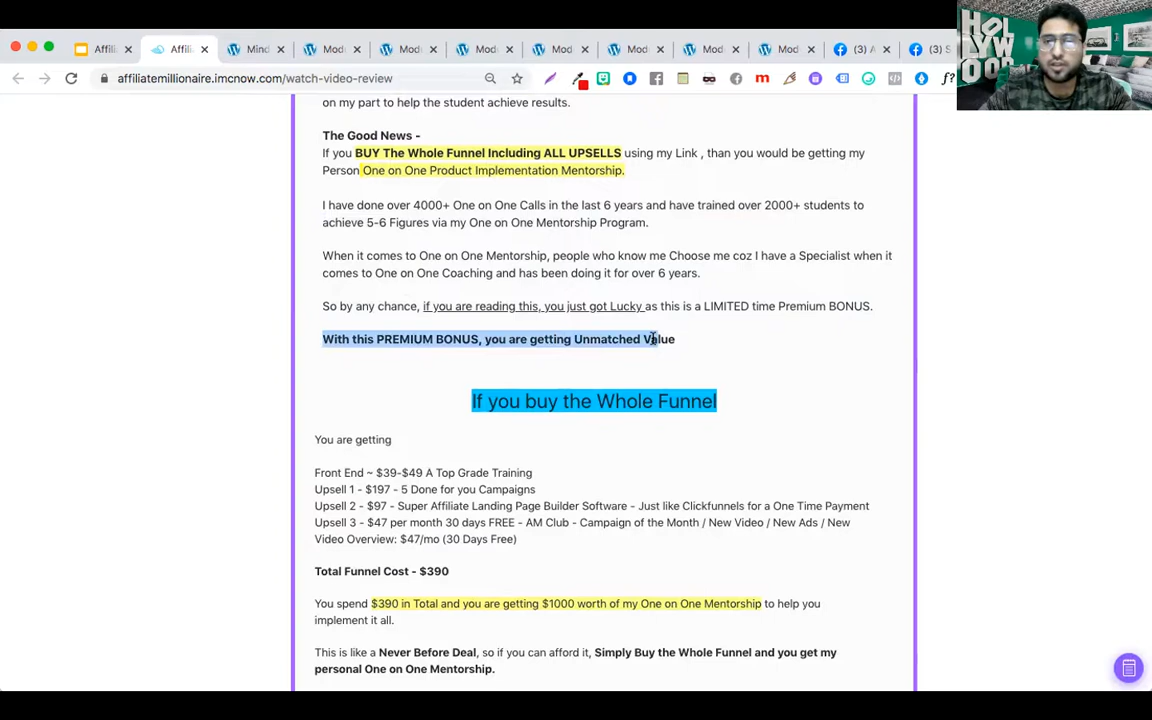 Affili
Affili
Mind
Mod
Mod
Mod
Mod
Mod
Mod
Mod
(3) A
(3) S
affiliatemillionaire.imcnow.com/watch-video-review
f?
HOLLYWOOD
on my part to help the student achieve results.
The Good News -
If you BUY The Whole Funnel Including ALL UPSELLS using my Link , than you would be getting my
Person One on One Product Implementation Mentorship.
I have done over 4000+ One on One Calls in the last 6 years and have trained over 2000+ students to
achieve 5-6 Figures via my One on One Mentorship Program.
When it comes to One on One Mentorship, people who know me Choose me coz I have a Specialist when it
comes to One on One Coaching and has been doing it for over 6 years.
So by any chance, if you are reading this, you just got Lucky as this is a LIMITED time Premium BONUS.
With this PREMIUM BONUS, you are getting Unmatched Value
If you buy the Whole Funnel
You are getting
Front End ~ $39-$49 A Top Grade Training
Upsell 1 - $197 - 5 Done for you Campaigns
Upsell 2 - $97 - Super Affiliate Landing Page Builder Software - Just like Clickfunnels for a One Time Payment
Upsell 3 - $47 per month 30 days FREE - AM Club - Campaign of the Month / New Video / New Ads / New
Video Overview: $47/mo (30 Days Free)
Total Funnel Cost - $390
You spend $390 in Total and you are getting $1000 worth of my One on One Mentorship to help you
implement it all.
This is like a Never Before Deal, so if you can afford it, Simply Buy the Whole Funnel and you get my
personal One on One Mentorship.